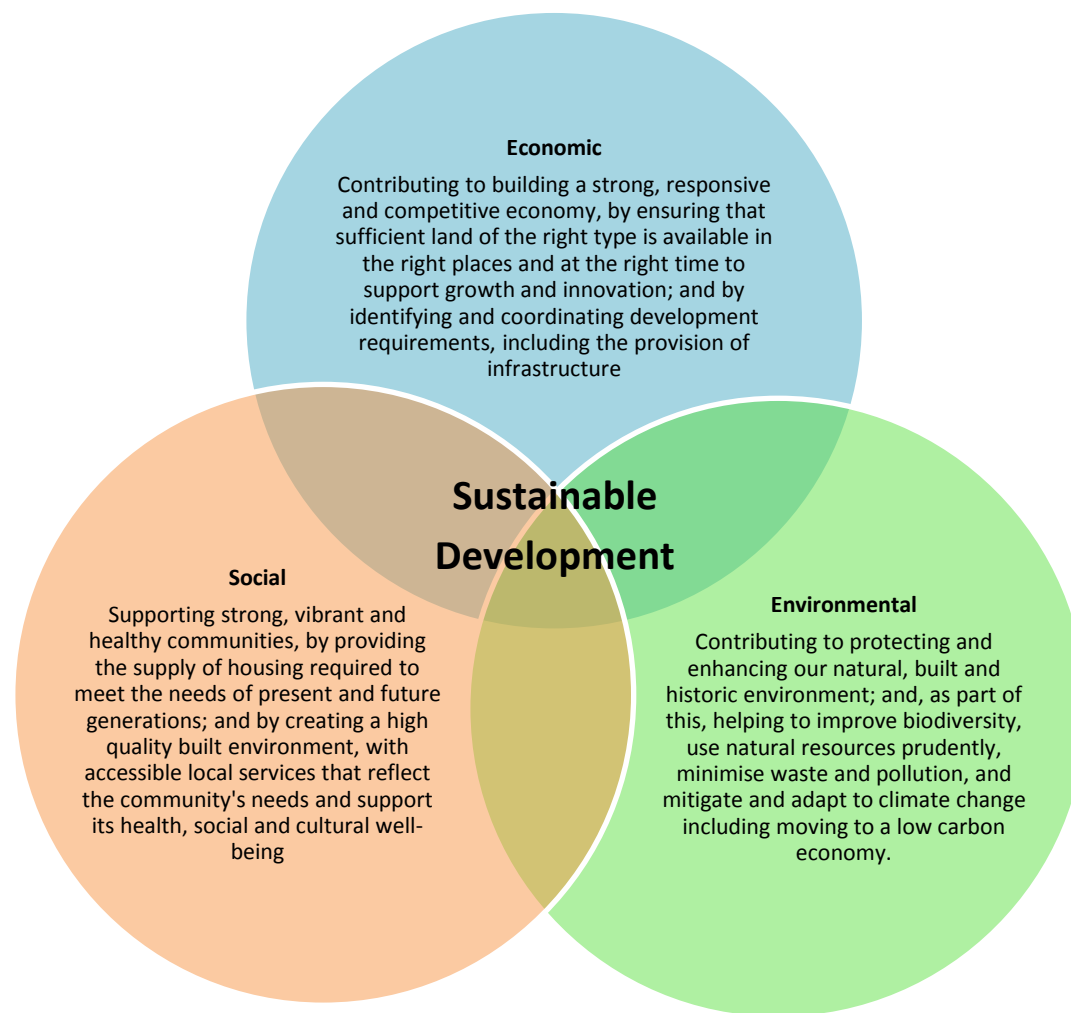 Economic
Contributing to building a strong, responsive
and competitive economy, by ensuring that
sufficient land of the right type is available in
the right places and at the right time to
support growth and innovation; and by
identifying and coordinating development
requirements, including the provision of
infrastructure
Sustainable
Development
Social
Supporting strong, vibrant and
healthy communities, by providing
the supply of housing required to
meet the needs of present and future
generations; and by creating a high
quality built environment, with
accessible local services that reflect
the community's needs and support
its health, social and cultural well-
being
Environmental
Contributing to protecting and
enhancing our natural, built and
historic environment; and, as part of
this, helping to improve biodiversity,
use natural resources prudently,
minimise waste and pollution, and
mitigate and adapt to climate change
including moving to a low carbon
economy.